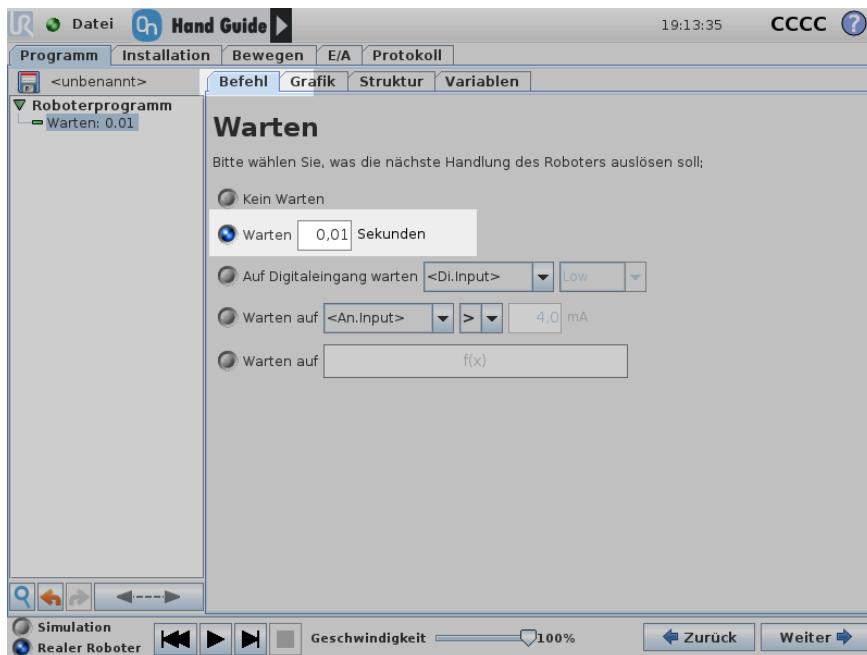 UR Datei On Hand Guide 19:13:35 CCCC ?
Programm Installation Bewegen E/A Protokoll
<unbenannt> Befehl Grafik Struktur Variablen
Roboterprogramm
Warten: 0.01
Warten
Bitte wählen Sie, was die nächste Handlung des Roboters auslösen soll;
Kein Warten
Warten 0,01 Sekunden
Auf Digitaleingang warten <Di.Input> Low
Warten auf <An.Input> > 4,0 mA
Warten auf f(x)
Simulation
Realer Roboter
Geschwindigkeit 100% Zurück Weiter